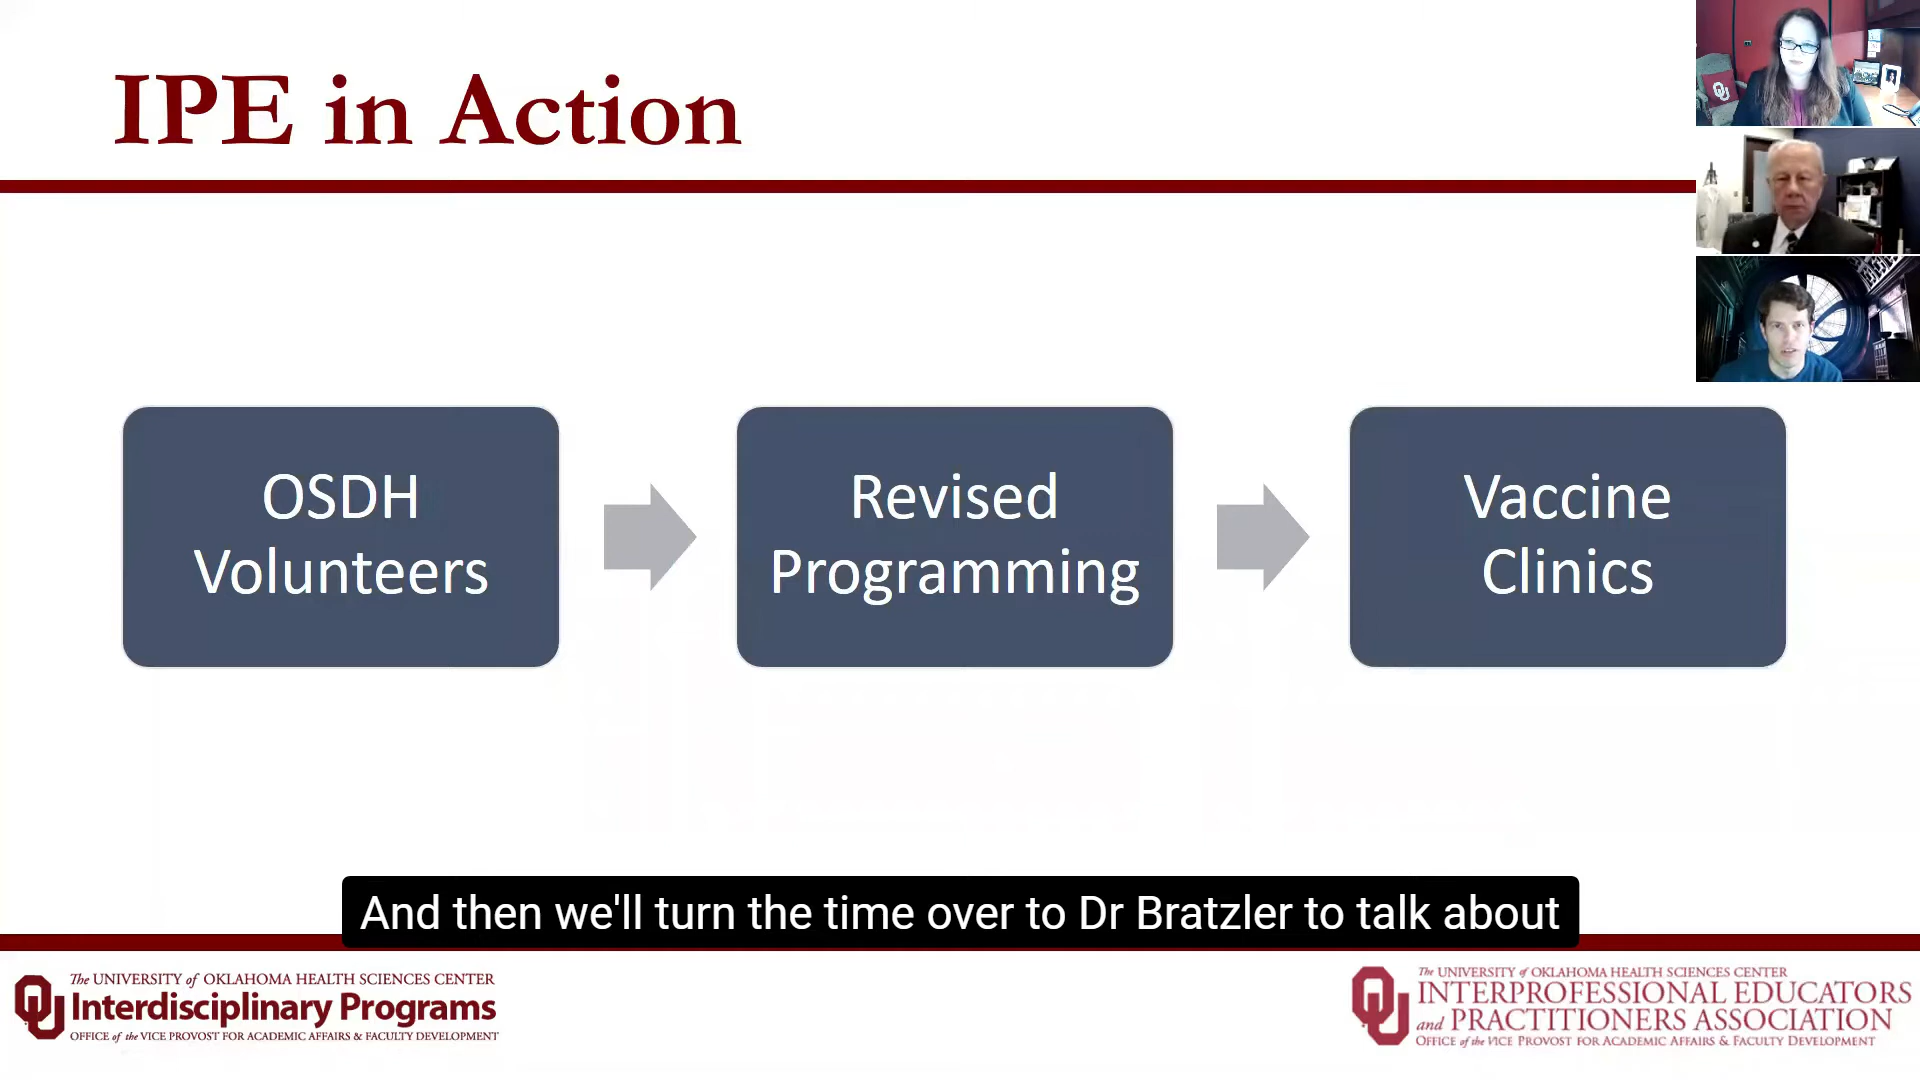 IPE in Action
OSDH
Volunteers
Revised
Programming
Vaccine
Clinics
And then we'll turn the time over to Dr Bratzler to talk about
The UNIVERSITY of OKLAHOMA HEALTH SCIENCES CENTER
Interdisciplinary Programs
OFFICE of the VICE PROVOST FOR ACADEMIC AFFAIRS & FACULTY DEVELOPMENT
The UNIVERSITY of OKLAHOMA HEALTH SCIENCES CENTER
INTERPROFESSIONAL EDUCATORS
and PRACTITIONERS ASSOCIATION
OFFICE of the VICE PROVOST FOR ACADEMIC AFFAIRS & FACULTY DEVELOPMENT